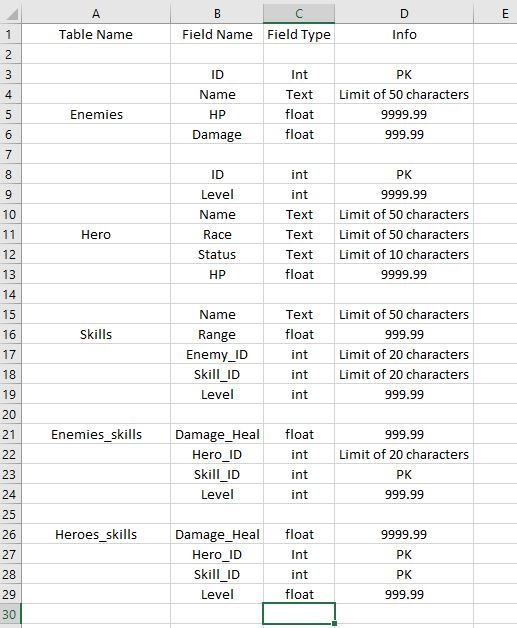 A B C D E
1 Table Name Field Name Field Type Info
2
3 ID Int PK
4 Name Text Limit of 50 characters
5 Enemies HP float 9999.99
6 Damage float 999.99
7
8 ID int PK
9 Level int 9999.99
10 Name Text Limit of 50 characters
11 Hero Race Text Limit of 50 characters
12 Status Text Limit of 10 characters
13 HP float 9999.99
14
15 Name Text Limit of 50 characters
16 Skills Range float 999.99
17 Enemy_ID int Limit of 20 characters
18 Skill_ID int Limit of 20 characters
19 Level int 999.99
20
21 Enemies_skills Damage_Heal float 999.99
22 Hero_ID int Limit of 20 characters
23 Skill_ID int PK
24 Level int 999.99
25
26 Heroes_skills Damage_Heal float 9999.99
27 Hero_ID Int PK
28 Skill_ID int PK
29 Level float 999.99
30